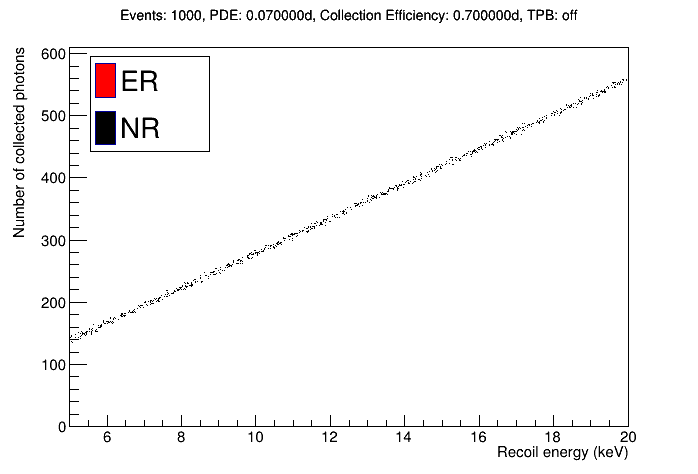 Events: 1000, PDE: 0.070000d, Collection Efficiency: 0.700000d, TPB: off
Number of collected photons
600
500
400
300
200
100
0
ER
NR
6 8 10 12 14 16 18 20
Recoil energy (keV)